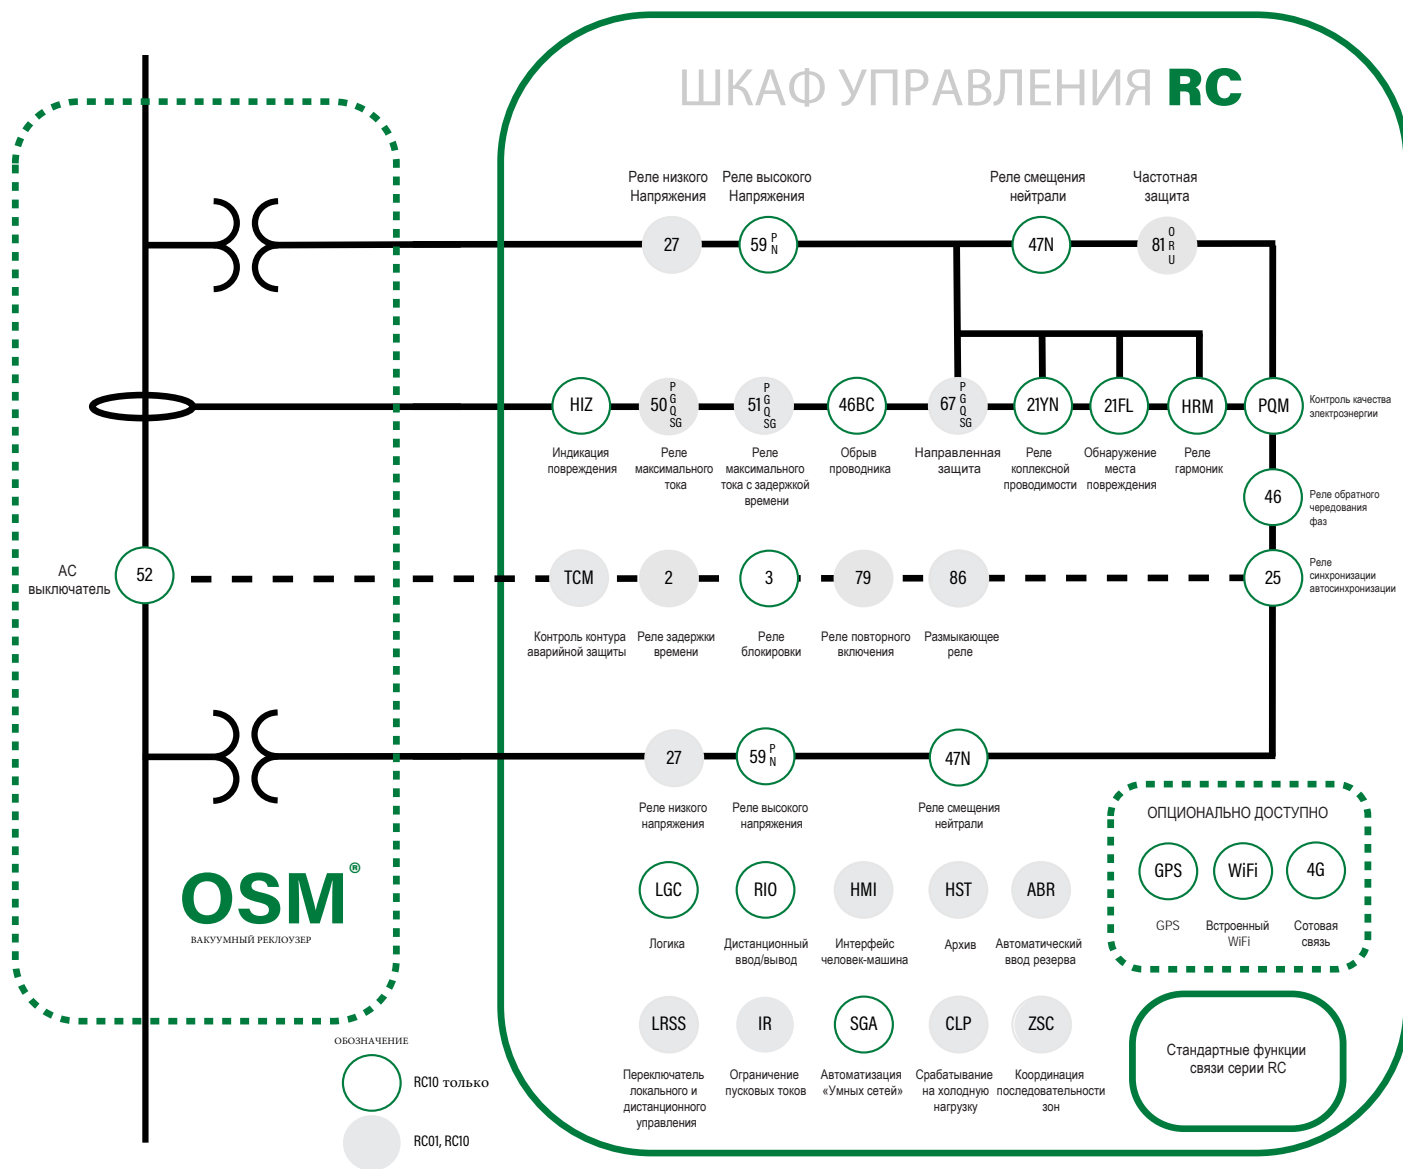 ШКАФ УПРАВЛЕНИЯ RC
Реле низкого
Напряжения
Реле высокого
Напряжения
Реле смещения
нейтрали
Частотная
защита
27
59 P N
47N
81 O R U
HIZ
50 P G Q SG
51 P G Q SG
46BC
67 P G Q SG
21YN
21FL
HRM
PQM
Контроль качества
электроэнергии
Индикация
повреждения
Реле
максимального
тока
Реле
максимального
тока с задержкой
времени
Обрыв
проводника
Направленная
защита
Реле
комплексной
проводимости
Обнаружение
места
повреждения
Реле
гармоник
46
Реле обратного
чередования
фаз
АС
выключатель
52
TCM
2
3
79
86
25
Реле
синхронизации
автосинхронизации
Контроль контура
аварийной защиты
Реле задержки
времени
Реле
блокировки
Реле повторного
включения
Размыкающее
реле
27
59 P N
47N
Реле низкого
напряжения
Реле высокого
напряжения
Реле смещения
нейтрали
ОПЦИОНАЛЬНО ДОСТУПНО
GPS
WiFi
4G
GPS
Встроенный
WiFi
Сотовая
связь
OSM®
ВАКУУМНЫЙ РЕКЛОУЗЕР
LGC
RIO
HMI
HST
ABR
Логика
Дистанционный
ввод/вывод
Интерфейс
человек-машина
Архив
Автоматический
ввод резерва
LRSS
IR
SGA
CLP
ZSC
Переключатель
локального и
дистанционного
управления
Ограничение
пусковых токов
Автоматизация
«Умных сетей»
Срабатывание
на холодную
нагрузку
Координация
последовательности
зон
Стандартные функции
связи серии RC
ОБОЗНАЧЕНИЕ
RC10 только
RC01, RC10